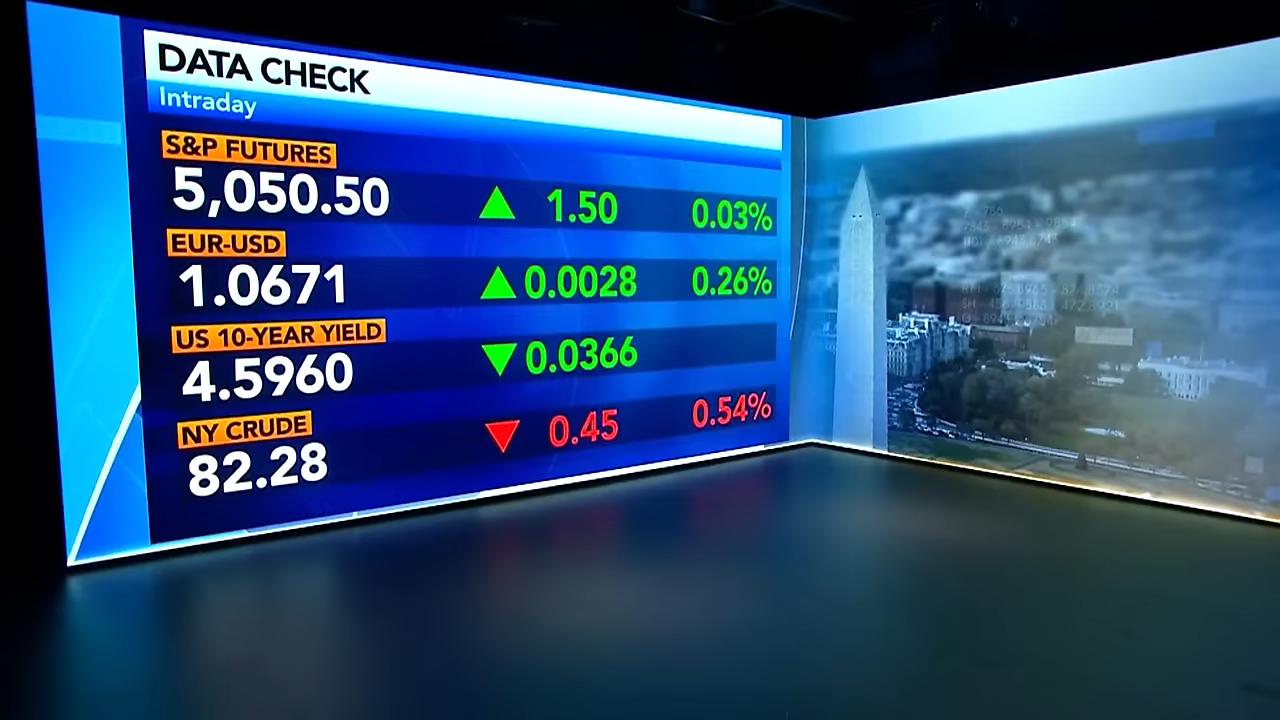 DATA CHECK
Intraday
S&P FUTURES
5,050.50 ▲ 1.50 0.03%
EUR-USD
1.0671 ▲ 0.0028 0.26%
US 10-YEAR YIELD
4.5960 ▼ 0.0366
NY CRUDE
82.28 ▼ 0.45 0.54%